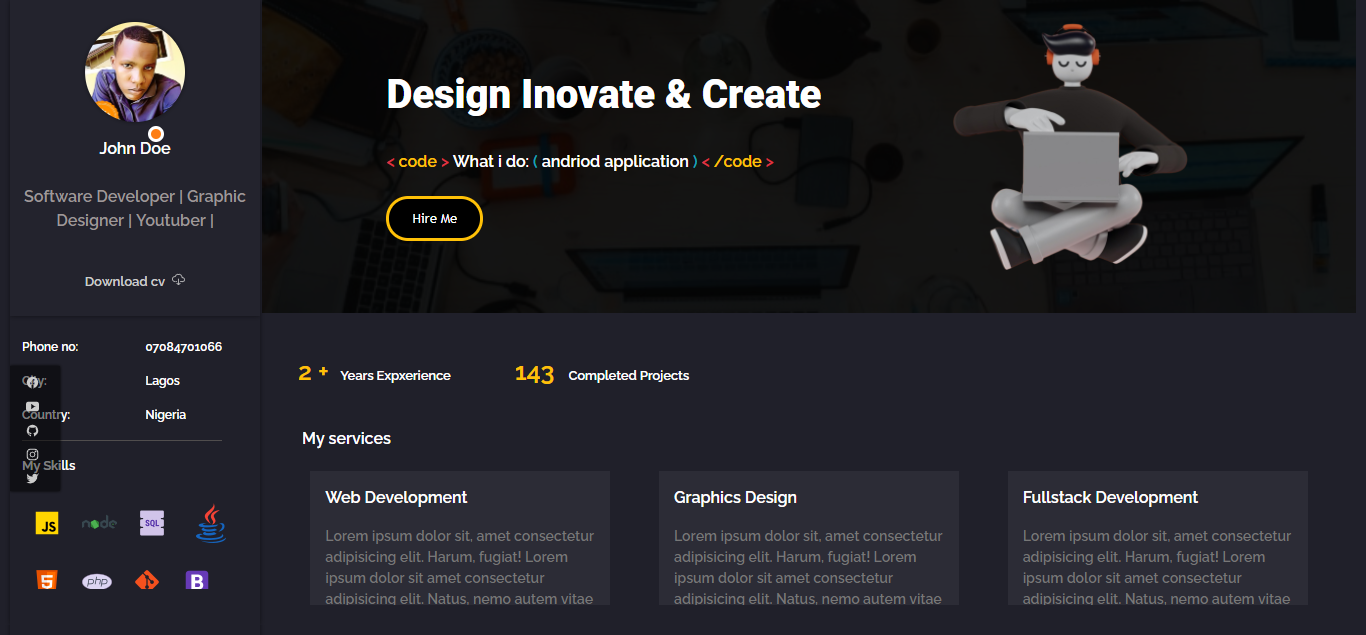 John Doe
Software Developer | Graphic
Designer | Youtuber |
Download cv
Phone no: 07084701066
City: Lagos
Country: Nigeria
My Skills
JS
node
SQL
5
php
B
Design Inovate & Create
< code > What i do: ( andriod application ) < /code >
Hire Me
2 + Years Expxerience
143 Completed Projects
My services
Web Development
Lorem ipsum dolor sit, amet consectetur
adipisicing elit. Harum, fugiat! Lorem
ipsum dolor sit amet consectetur
adipisicing elit. Natus, nemo autem vitae
Graphics Design
Lorem ipsum dolor sit, amet consectetur
adipisicing elit. Harum, fugiat! Lorem
ipsum dolor sit amet consectetur
adipisicing elit. Natus, nemo autem vitae
Fullstack Development
Lorem ipsum dolor sit, amet consectetur
adipisicing elit. Harum, fugiat! Lorem
ipsum dolor sit amet consectetur
adipisicing elit. Natus, nemo autem vitae